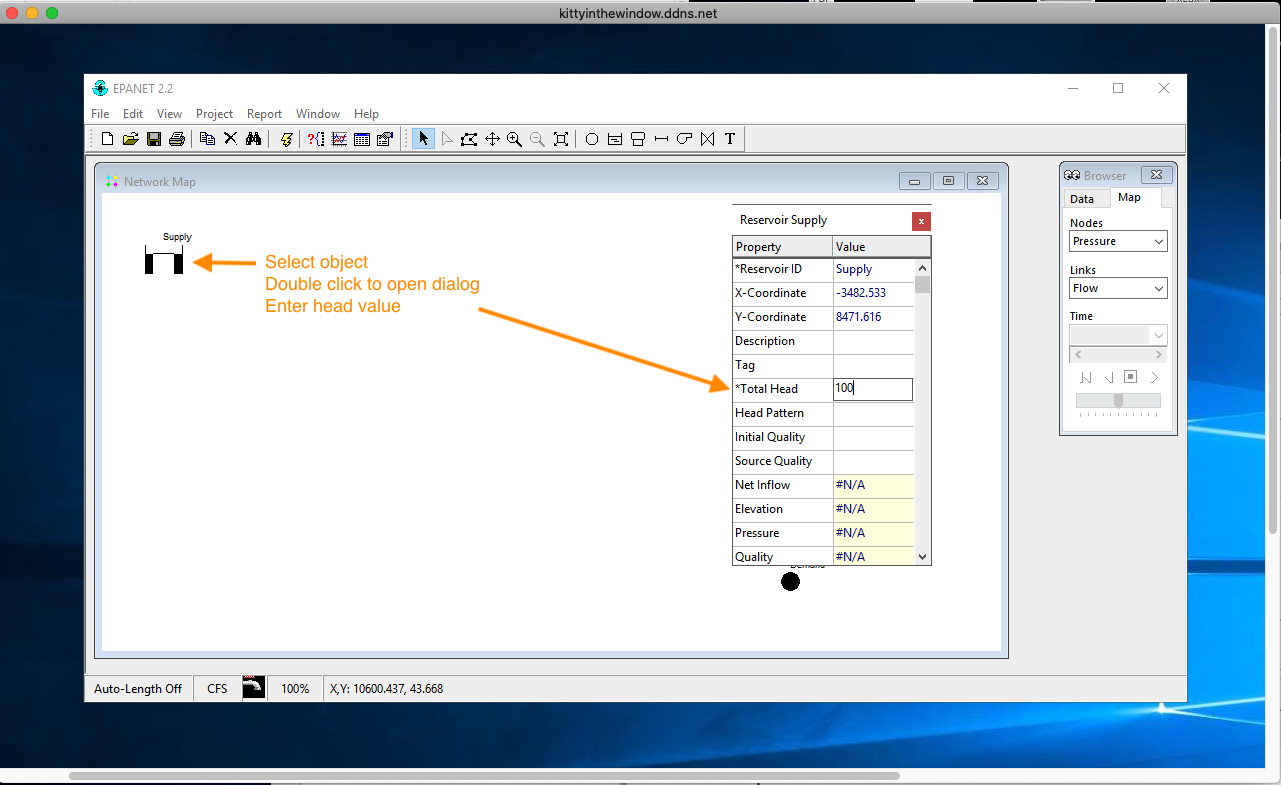 kittyinthewindow.ddns.net
EPANET 2.2
File Edit View Project Report Window Help
Network Map
Supply
Select object
Double click to open dialog
Enter head value
Reservoir Supply
Property Value
*Reservoir ID Supply
X-Coordinate -3482.533
Y-Coordinate 8471.616
Description
Tag
*Total Head 100
Head Pattern
Initial Quality
Source Quality
Net Inflow #N/A
Elevation #N/A
Pressure #N/A
Quality #N/A
Browser
Data Map
Nodes
Pressure
Links
Flow
Time
Auto-Length Off CFS 100% X,Y: 10600.437, 43.668